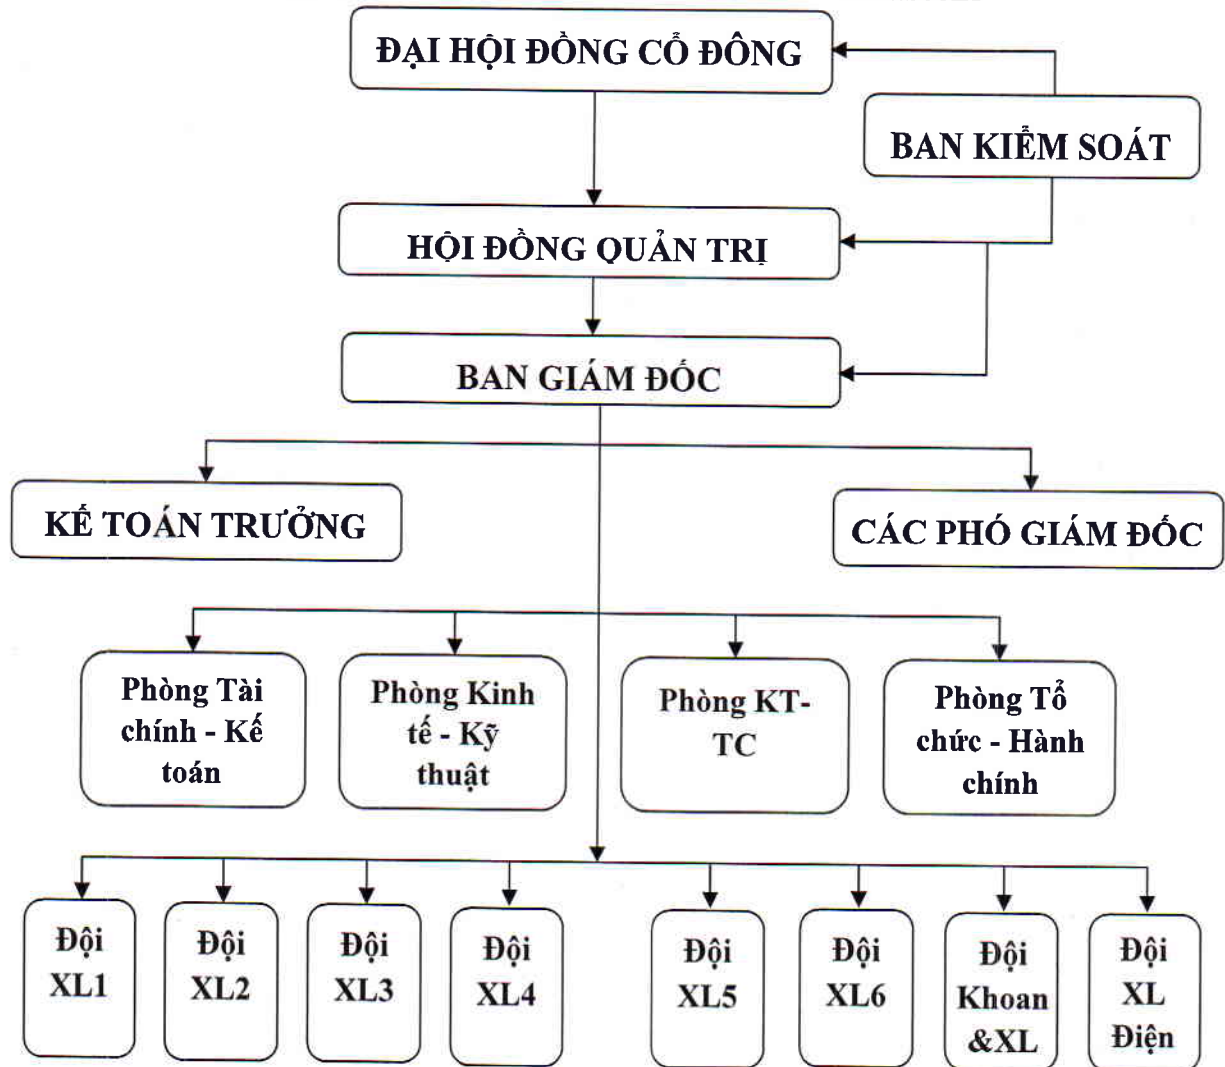 ĐẠI HỘI ĐỒNG CỔ ĐÔNG
BAN KIỂM SOÁT
HỘI ĐỒNG QUẢN TRỊ
BAN GIÁM ĐỐC
KẾ TOÁN TRƯỞNG
CÁC PHÓ GIÁM ĐỐC
Phòng Tài
chính - Kế
toán
Phòng Kinh
tế - Kỹ
thuật
Phòng KT-
TC
Phòng Tổ
chức - Hành
chính
Đội
XL1
Đội
XL2
Đội
XL3
Đội
XL4
Đội
XL5
Đội
XL6
Đội
Khoan
&XL
Đội
XL
Điện